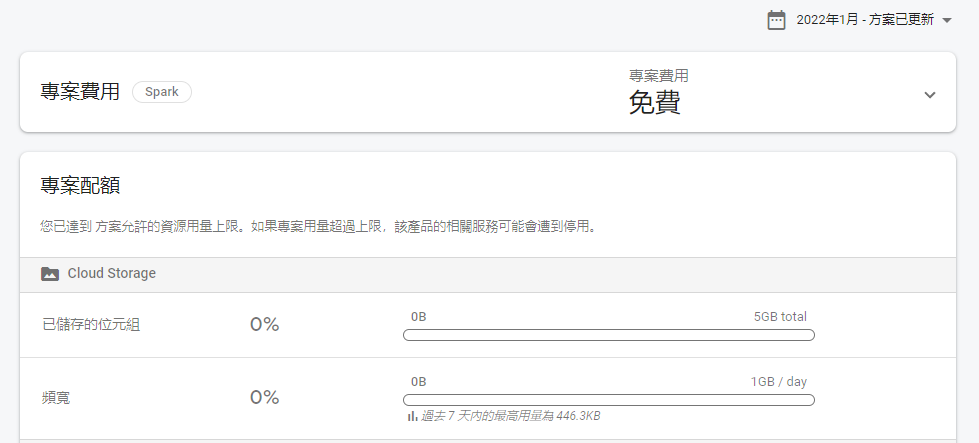 2022年1月 - 方案已更新
專案費用 Spark
專案費用
免費
專案配額
您已達到 方案允許的資源用量上限。如果專案用量超過上限，該產品的相關服務可能會遭到停用。
Cloud Storage
已儲存的位元組 0% 0B 5GB total
頻寬 0% 0B 1GB / day
過去 7 天內的最高用量為 446.3KB